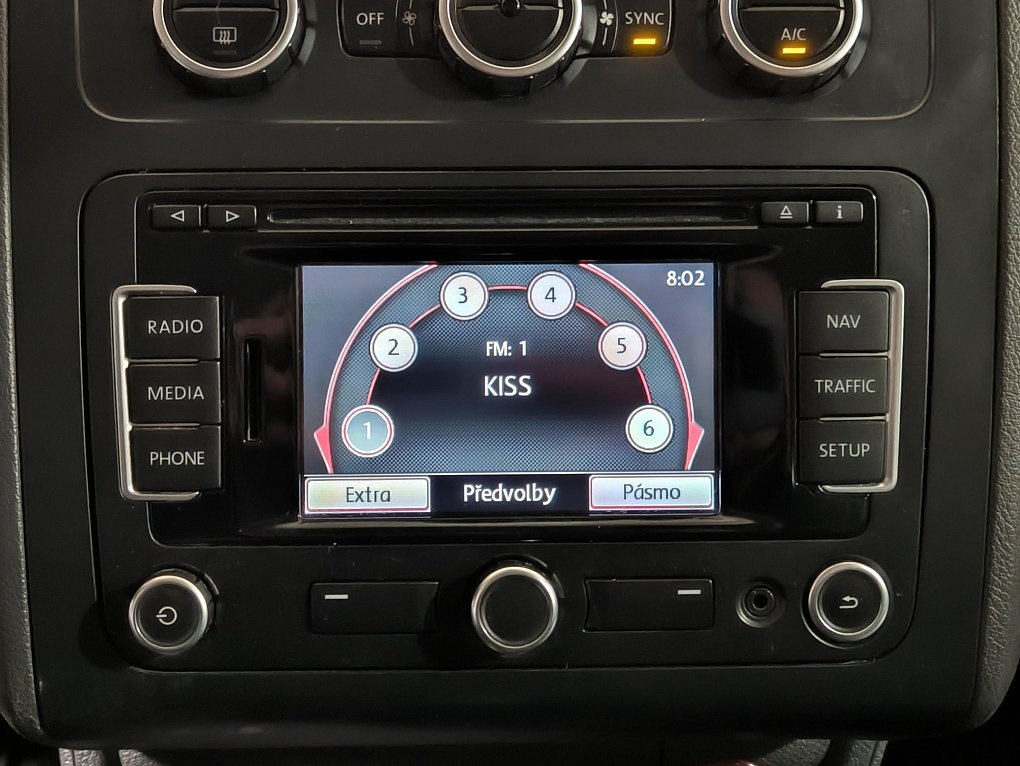 OFF
SYNC
A/C
i
RADIO
MEDIA
PHONE
8:02
3
4
2
5
FM: 1
KISS
1
6
Extra
Předvolby
Pásmo
NAV
TRAFFIC
SETUP